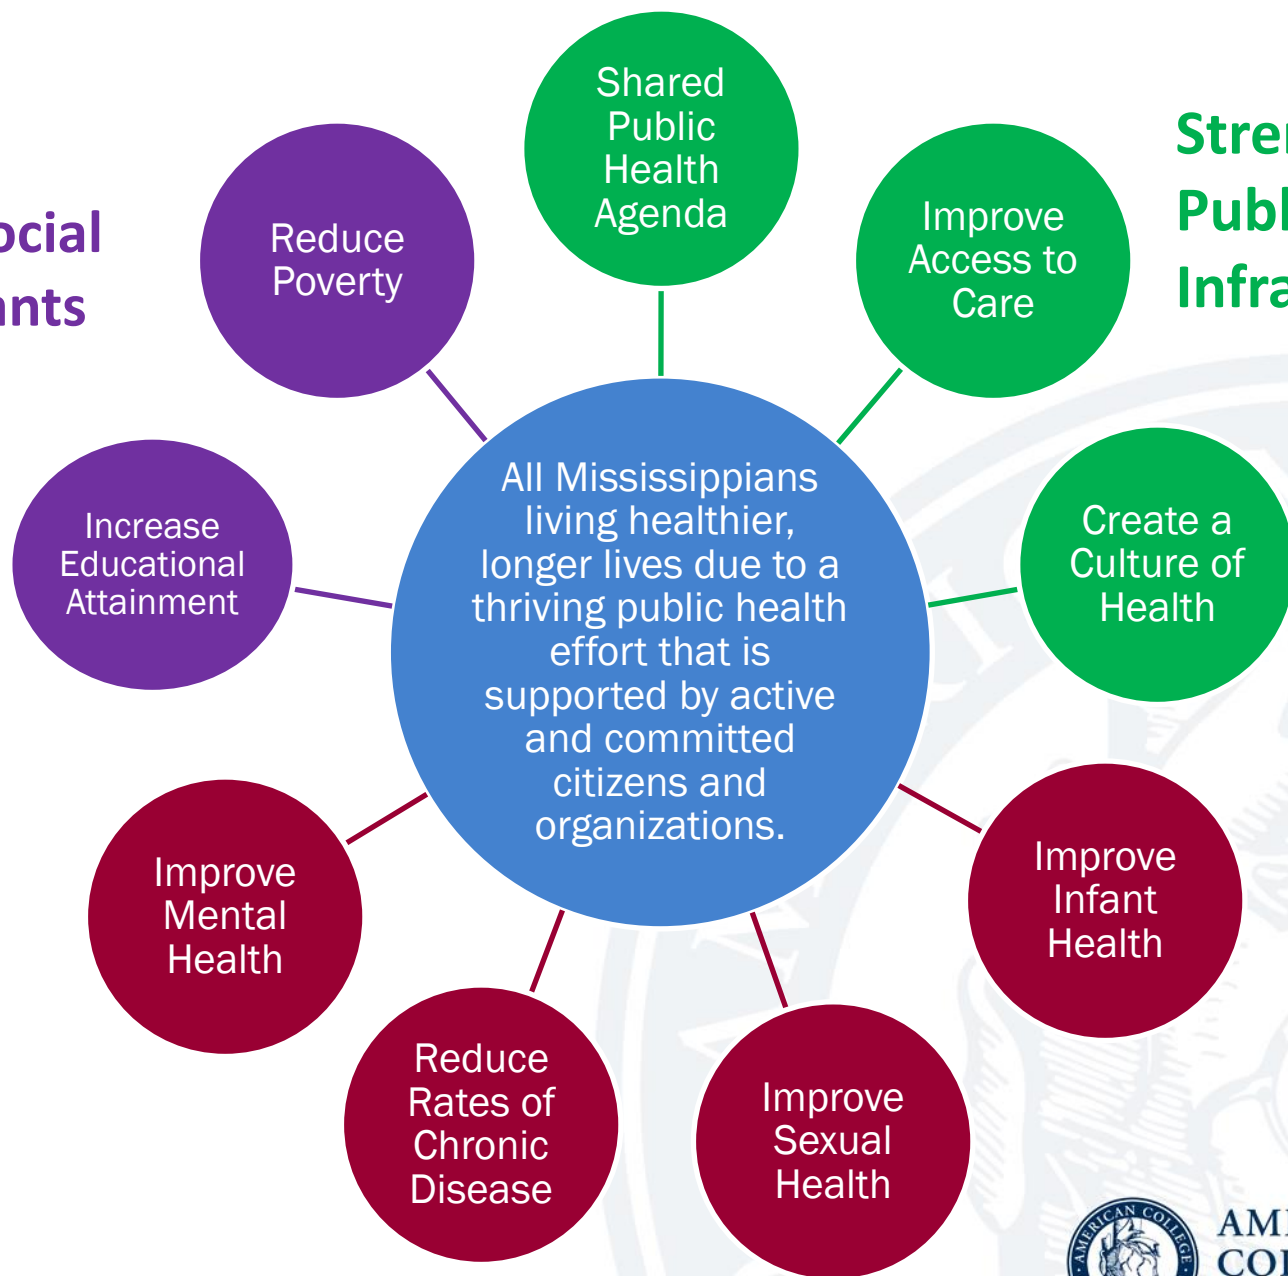 Shared
Public
Health
Agenda
Reduce
Poverty
Improve
Access to
Care
Increase
Educational
Attainment
All Mississippians
living healthier,
longer lives due to a
thriving public health
effort that is
supported by active
and committed
citizens and
organizations.
Create a
Culture of
Health
Improve
Mental
Health
Improve
Infant
Health
Reduce
Rates of
Chronic
Disease
Improve
Sexual
Health
AMERICAN COLLEGE